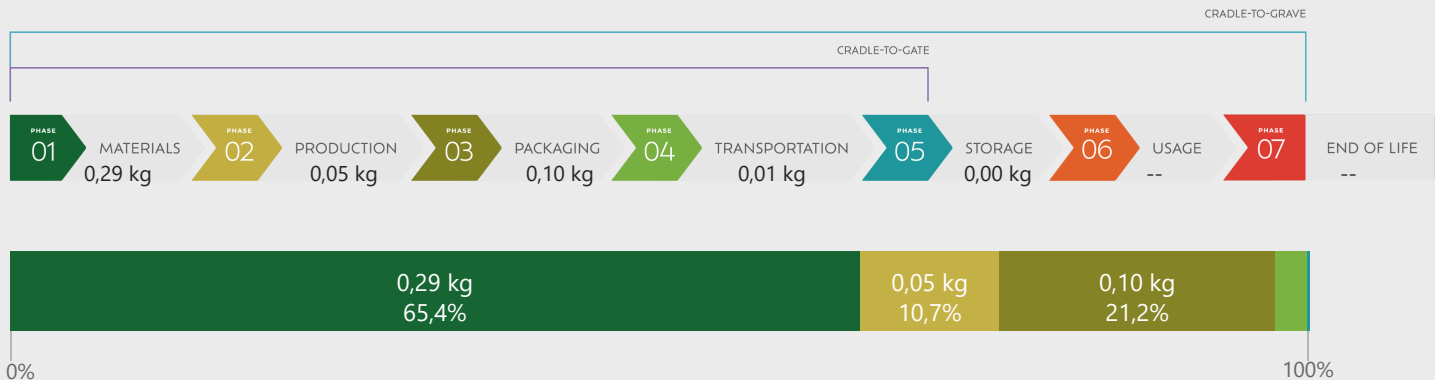 CRADLE-TO-GRAVE
CRADLE-TO-GATE
PHASE
01
MATERIALS
0,29 kg
PHASE
02
PRODUCTION
0,05 kg
PHASE
03
PACKAGING
0,10 kg
PHASE
04
TRANSPORTATION
0,01 kg
PHASE
05
STORAGE
0,00 kg
PHASE
06
USAGE
--
PHASE
07
END OF LIFE
--
0,29 kg
65,4%
0,05 kg
10,7%
0,10 kg
21,2%
0%
100%